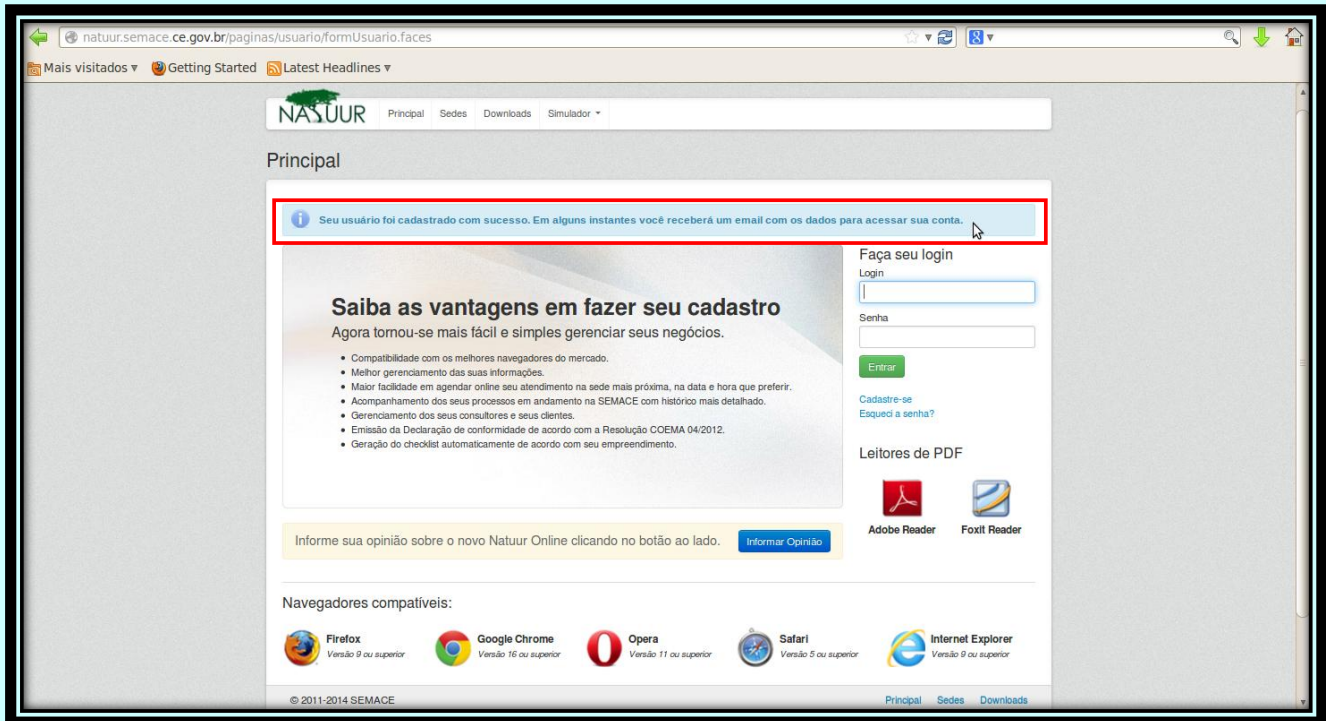 natuur.semace.ce.gov.br/paginas/usuario/formUsuario.faces
Mais visitados Getting Started Latest Headlines
NATUUR Principal Sedes Downloads Simulador
Principal
Seu usuário foi cadastrado com sucesso. Em alguns instantes você receberá um email com os dados para acessar sua conta.
Saiba as vantagens em fazer seu cadastro
Agora tornou-se mais fácil e simples gerenciar seus negócios.
• Compatibilidade com os melhores navegadores do mercado.
• Melhor gerenciamento das suas informações.
• Maior facilidade em agendar online seu atendimento na sede mais próxima, na data e hora que preferir.
• Acompanhamento dos seus processos em andamento na SEMACE com histórico mais detalhado.
• Gerenciamento dos seus consultores e seus clientes.
• Emissão da Declaração de conformidade de acordo com a Resolução COEMA 04/2012.
• Geração do checklist automaticamente de acordo com seu empreendimento.
Faça seu login
Login
Senha
Entrar
Cadastre-se
Esqueci a senha?
Leitores de PDF
Adobe Reader Foxit Reader
Informe sua opinião sobre o novo Natuur Online clicando no botão ao lado. Informar Opinião
Navegadores compatíveis:
Firefox Google Chrome Opera Safari Internet Explorer
Versão 9 ou superior Versão 16 ou superior Versão 11 ou superior Versão 5 ou superior Versão 9 ou superior
© 2011-2014 SEMACE Principal Sedes Downloads